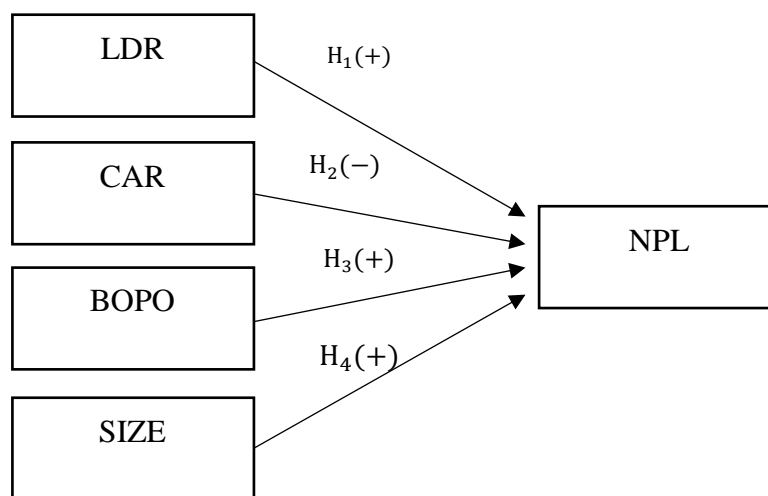 LDR
H₁(+)
CAR
H₂(−)
BOPO
H₃(+)
NPL
SIZE
H₄(+)